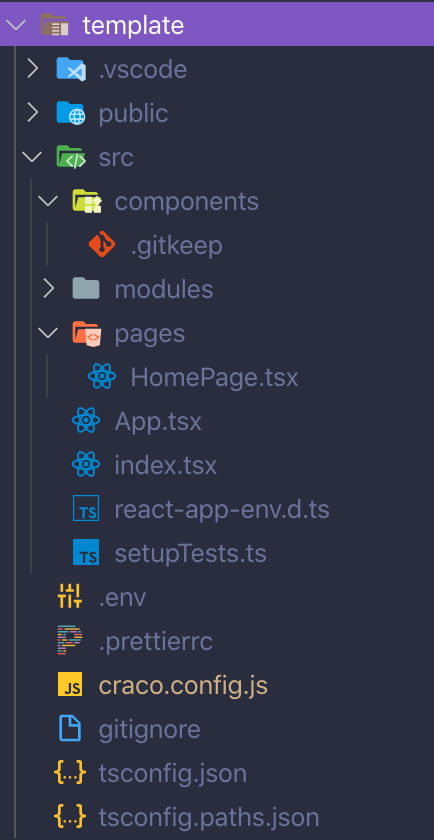 template
.vscode
public
src
components
.gitkeep
modules
pages
HomePage.tsx
App.tsx
index.tsx
TS react-app-env.d.ts
TS setupTests.ts
.env
.prettierrc
JS craco.config.js
gitignore
{...} tsconfig.json
{...} tsconfig.paths.json